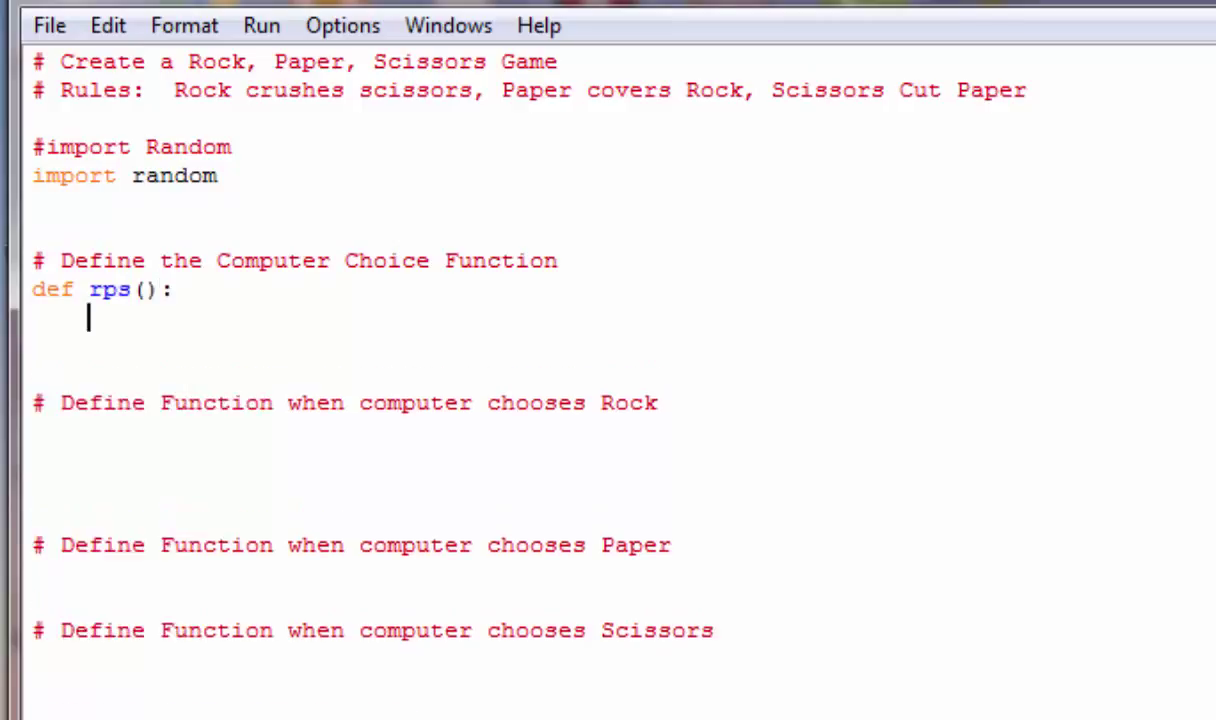 File Edit Format Run Options Windows Help
# Create a Rock, Paper, Scissors Game
# Rules:  Rock crushes scissors, Paper covers Rock, Scissors Cut Paper
#import Random
import random
# Define the Computer Choice Function
def rps():
# Define Function when computer chooses Rock
# Define Function when computer chooses Paper
# Define Function when computer chooses Scissors